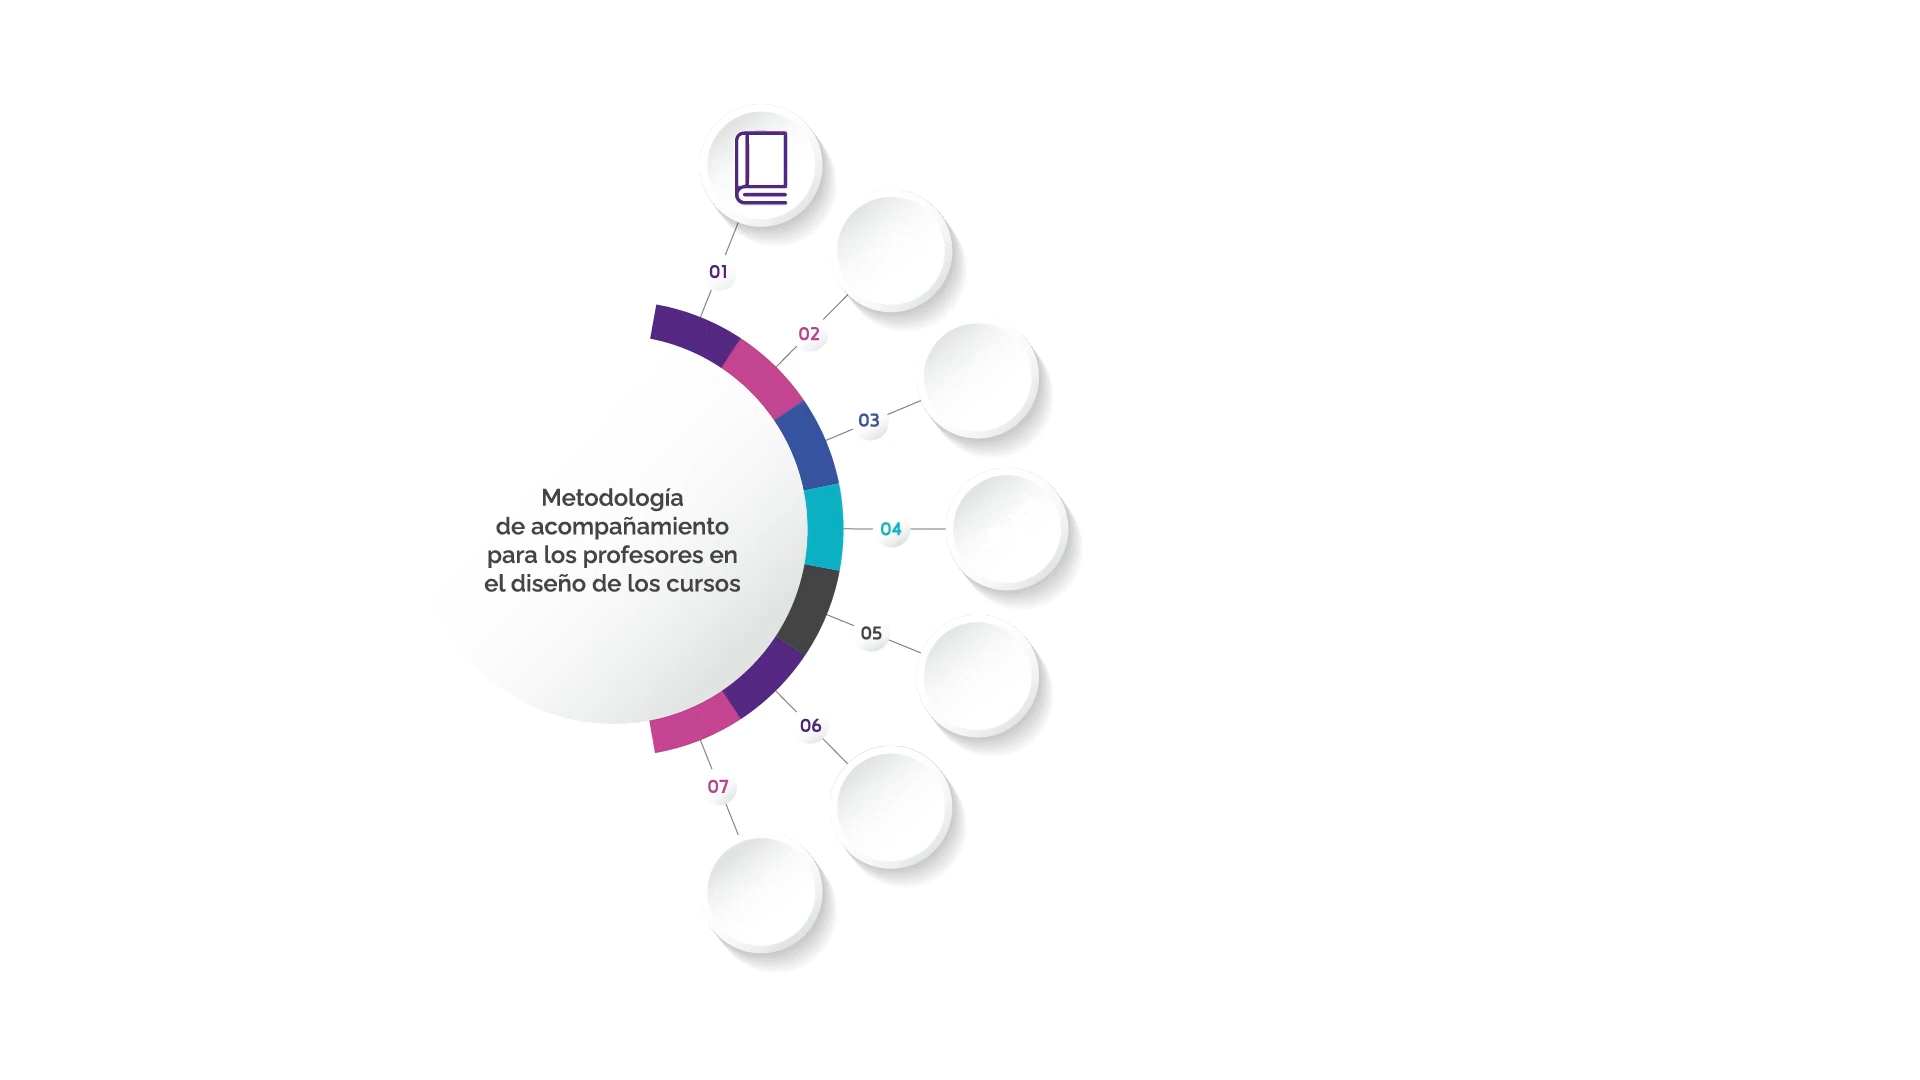 01
02
03
Metodología
de acompañamiento
para los profesores en
el diseño de los cursos
04
05
06
07